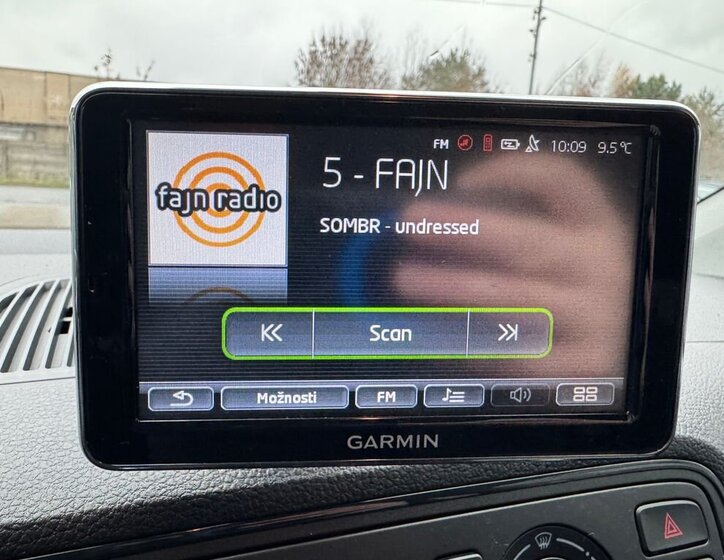 FM 10:09 9.5°C
fajn radio
5 - FAJN
SOMBR - undressed
Scan
Možnosti
FM
GARMIN